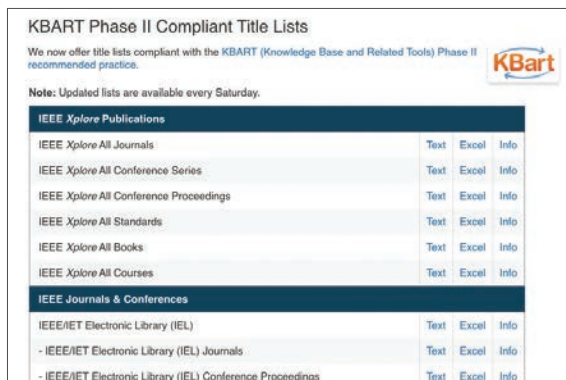 KBART Phase II Compliant Title Lists
We now offer title lists compliant with the KBART (Knowledge Base and Related Tools) Phase II
recommended practice.
KBart
Note: Updated lists are available every Saturday.
IEEE Xplore Publications
IEEE Xplore All Journals Text Excel Info
IEEE Xplore All Conference Series Text Excel Info
IEEE Xplore All Conference Proceedings Text Excel Info
IEEE Xplore All Standards Text Excel Info
IEEE Xplore All Books Text Excel Info
IEEE Xplore All Courses Text Excel Info
IEEE Journals & Conferences
IEEE/IET Electronic Library (IEL) Text Excel Info
- IEEE/IET Electronic Library (IEL) Journals Text Excel Info
- IEEE/IET Electronic Library (IEL) Conference Proceedings Text Excel Info